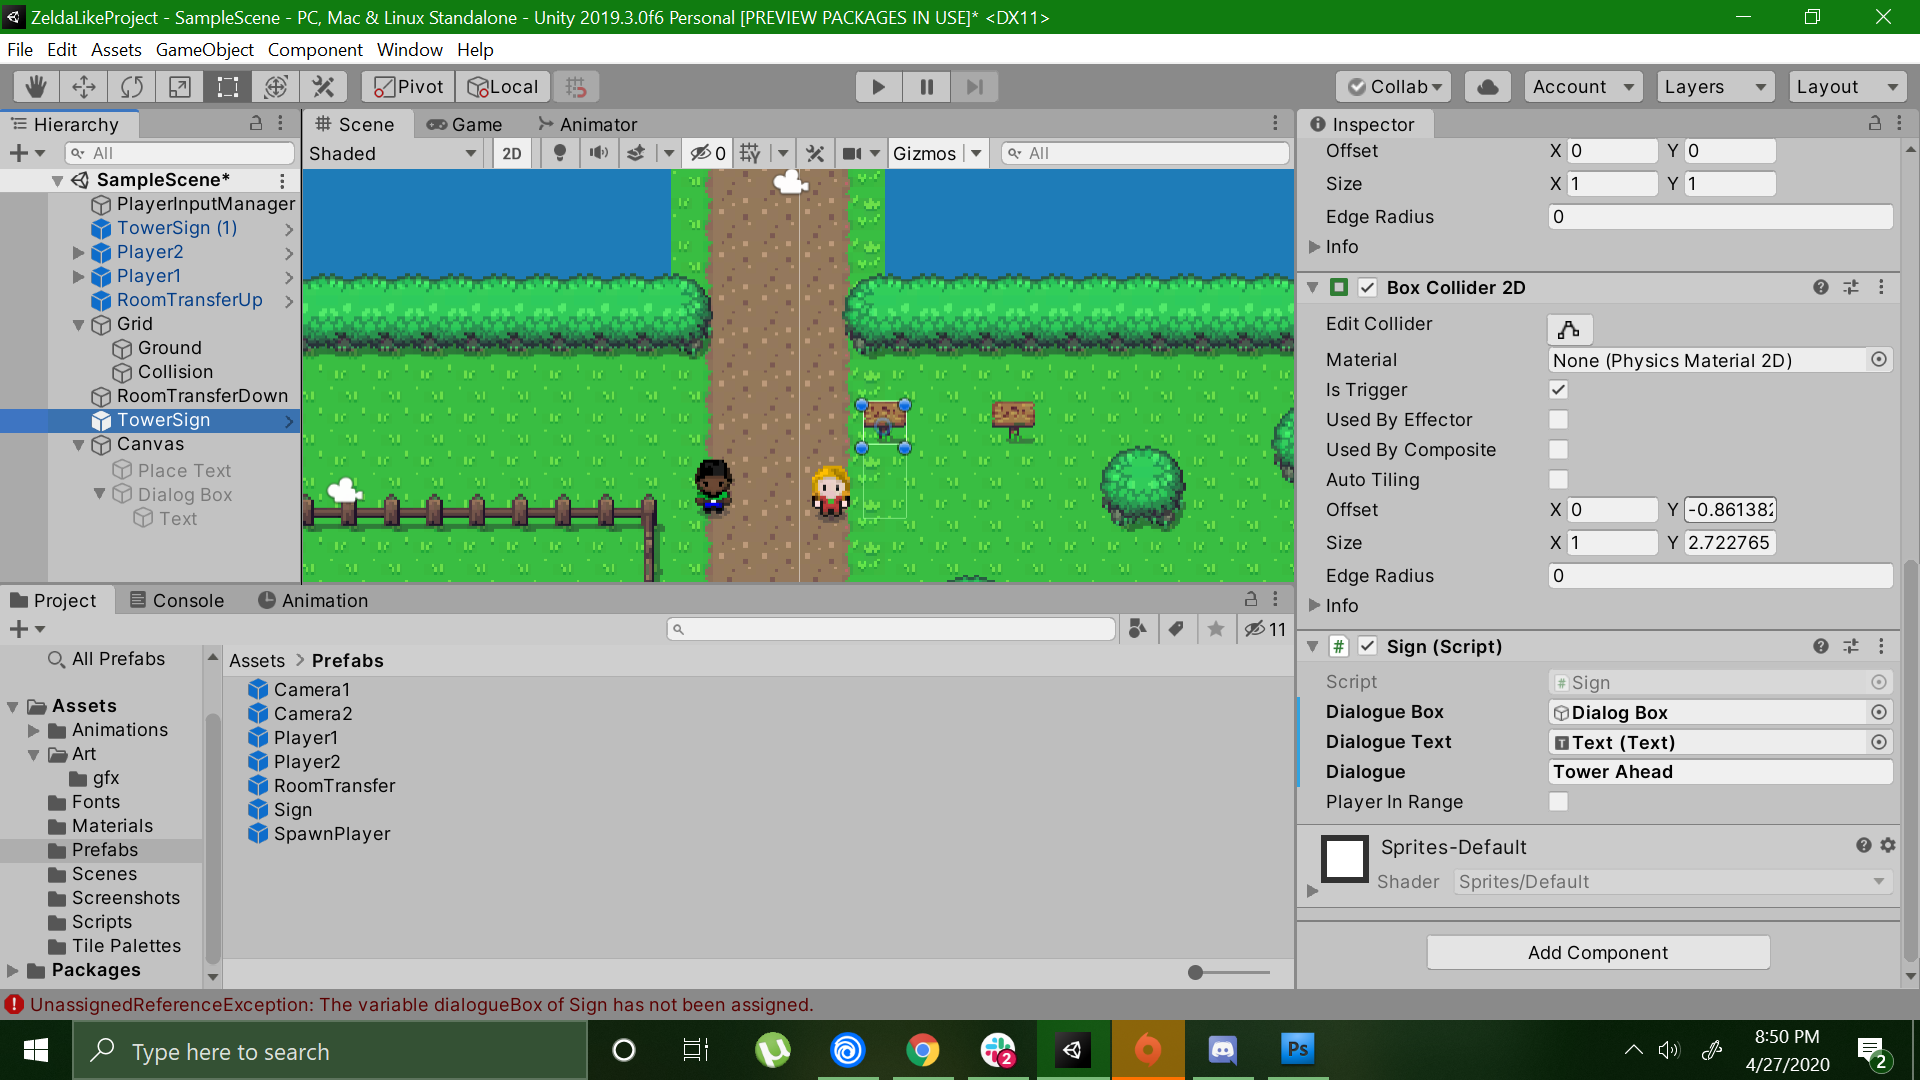 ZeldaLikeProject - SampleScene - PC, Mac & Linux Standalone - Unity 2019.3.0f6 Personal [PREVIEW PACKAGES IN USE]* <DX11>
File Edit Assets GameObject Component Window Help
Pivot Local Collab Account Layers Layout
Hierarchy
All
SampleScene*
PlayerInputManager
TowerSign (1)
Player2
Player1
RoomTransferUp
Grid
Ground
Collision
RoomTransferDown
TowerSign
Canvas
Place Text
Dialog Box
Text
Scene Game Animator
Shaded 2D 0 Gizmos All
Inspector
Offset X 0 Y 0
Size X 1 Y 1
Edge Radius 0
Info
Box Collider 2D
Edit Collider
Material None (Physics Material 2D)
Is Trigger
Used By Effector
Used By Composite
Auto Tiling
Offset X 0 Y -0.861382
Size X 1 Y 2.722765
Edge Radius 0
Info
# Sign (Script)
Script # Sign
Dialogue Box Dialog Box
Dialogue Text T Text (Text)
Dialogue Tower Ahead
Player In Range
Sprites-Default
Shader Sprites/Default
Add Component
Project Console Animation
11
All Prefabs
Assets
Animations
Art
gfx
Fonts
Materials
Prefabs
Scenes
Screenshots
Scripts
Tile Palettes
Packages
Assets > Prefabs
Camera1
Camera2
Player1
Player2
RoomTransfer
Sign
SpawnPlayer
UnassignedReferenceException: The variable dialogueBox of Sign has not been assigned.
Type here to search
2
Ps
8:50 PM
4/27/2020
2